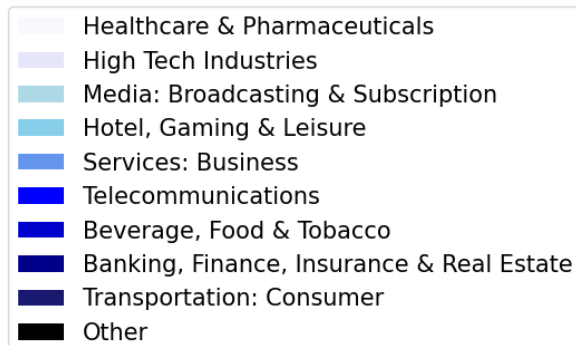 Healthcare & Pharmaceuticals
High Tech Industries
Media: Broadcasting & Subscription
Hotel, Gaming & Leisure
Services: Business
Telecommunications
Beverage, Food & Tobacco
Banking, Finance, Insurance & Real Estate
Transportation: Consumer
Other